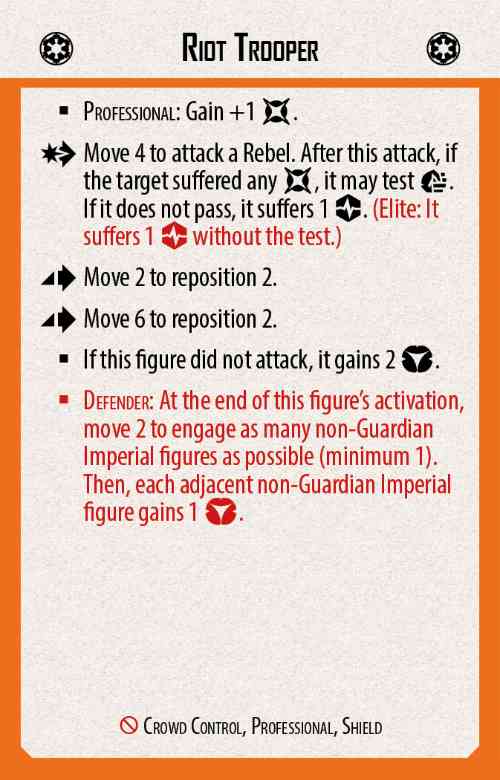 Riot Trooper
▪ Professional: Gain +1 .
Move 4 to attack a Rebel. After this attack, if
the target suffered any , it may test .
If it does not pass, it suffers 1 . (Elite: It
suffers 1 without the test.)
Move 2 to reposition 2.
Move 6 to reposition 2.
▪ If this figure did not attack, it gains 2 .
▪ Defender: At the end of this figure’s activation,
move 2 to engage as many non-Guardian
Imperial figures as possible (minimum 1).
Then, each adjacent non-Guardian Imperial
figure gains 1 .
Crowd Control, Professional, Shield